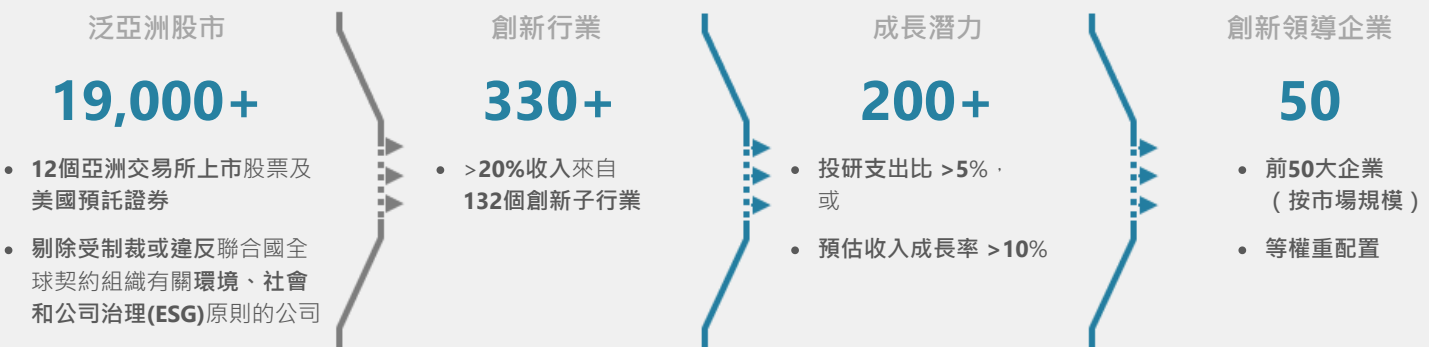 泛亞洲股市
19,000+
• 12個亞洲交易所上市股票及
美國預託證券
• 剔除受制裁或違反聯合國全
球契約組織有關環境、社會
和公司治理(ESG)原則的公司
創新行業
330+
• >20%收入來自
132個創新子行業
成長潛力
200+
• 投研支出比 >5%，
或
• 預估收入成長率 >10%
創新領導企業
50
• 前50大企業
（按市場規模）
• 等權重配置